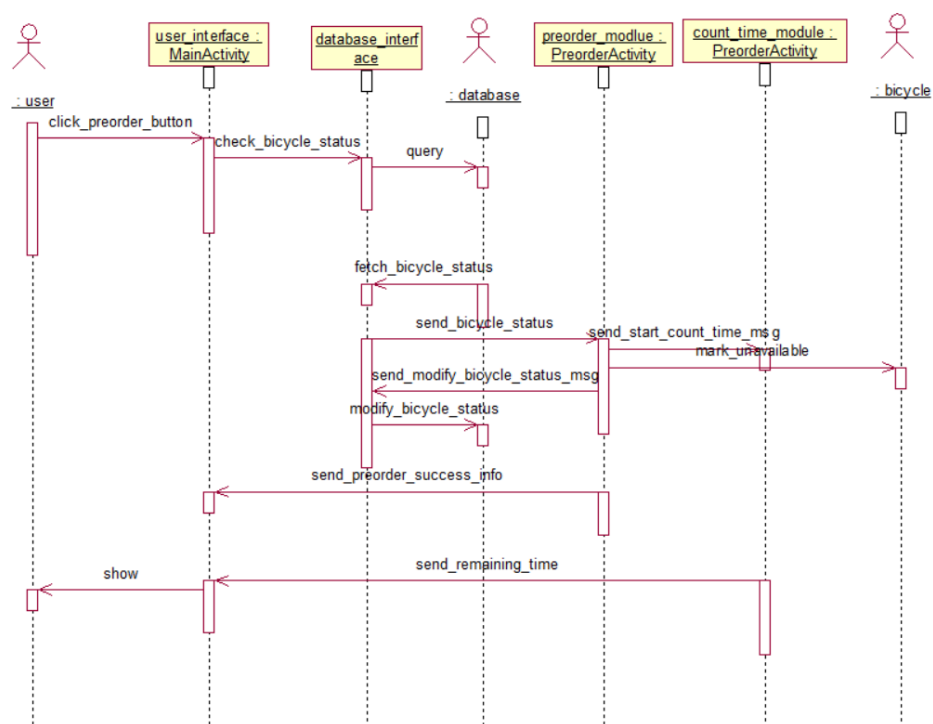 user_interface :
MainActivity
database_interf
ace
preorder_modlue :
PreorderActivity
count_time_module :
PreorderActivity
: user
: database
: bicycle
click_preorder_button
check_bicycle_status
query
fetch_bicycle_status
send_bicycle_status
send_start_count_time_msg
mark_unavailable
send_modify_bicycle_status_msg
modify_bicycle_status
send_preorder_success_info
send_remaining_time
show